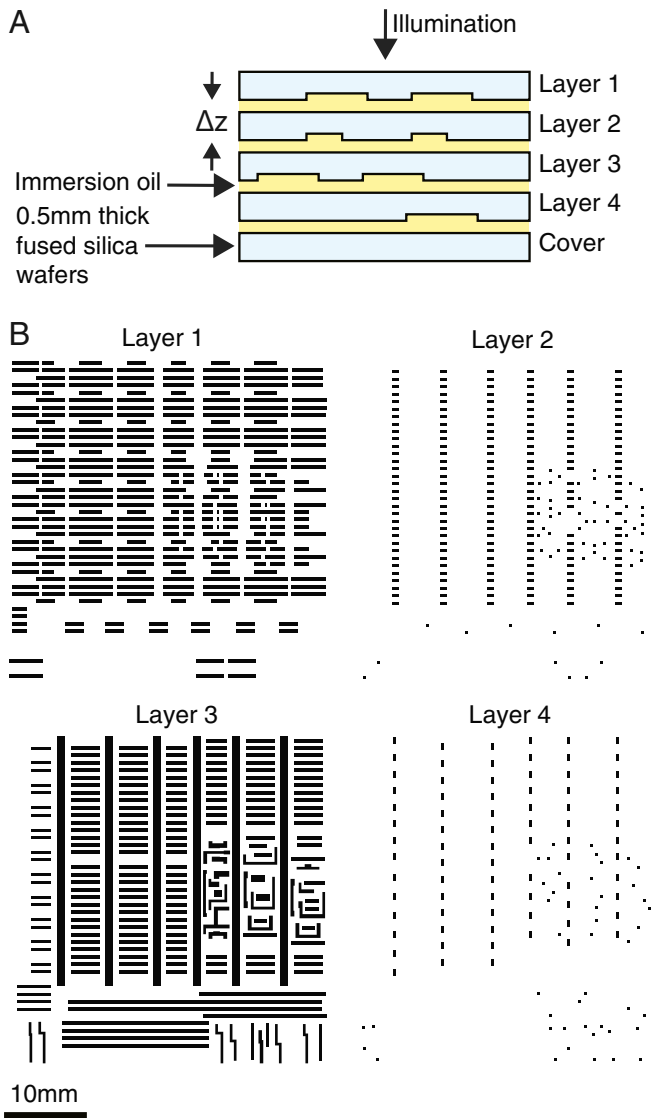 A
Illumination
Layer 1
Δz
Layer 2
Layer 3
Immersion oil
Layer 4
0.5mm thick
fused silica
wafers
Cover
B
Layer 1
Layer 2
Layer 3
Layer 4
10mm